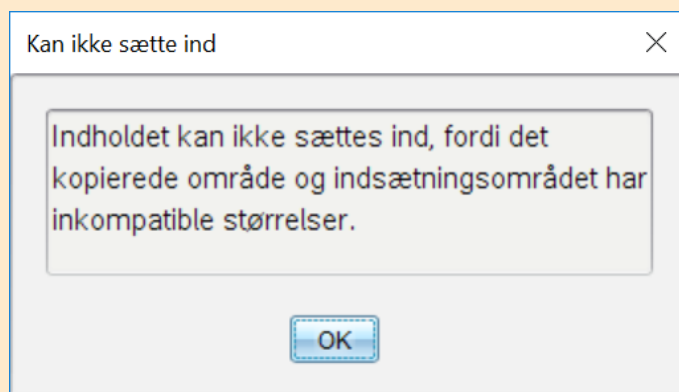 Kan ikke sætte ind
Indholdet kan ikke sættes ind, fordi det
kopierede område og indsætningsområdet har
inkompatible størrelser.
OK